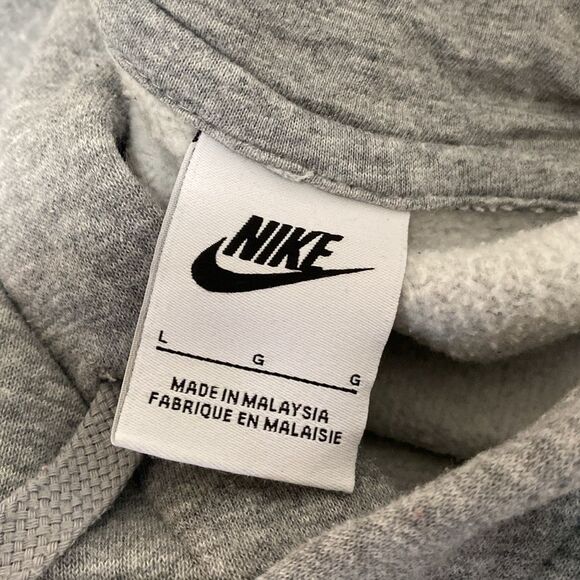 NIKE
L G G
MADE IN MALAYSIA
FABRIQUE EN MALAISIE